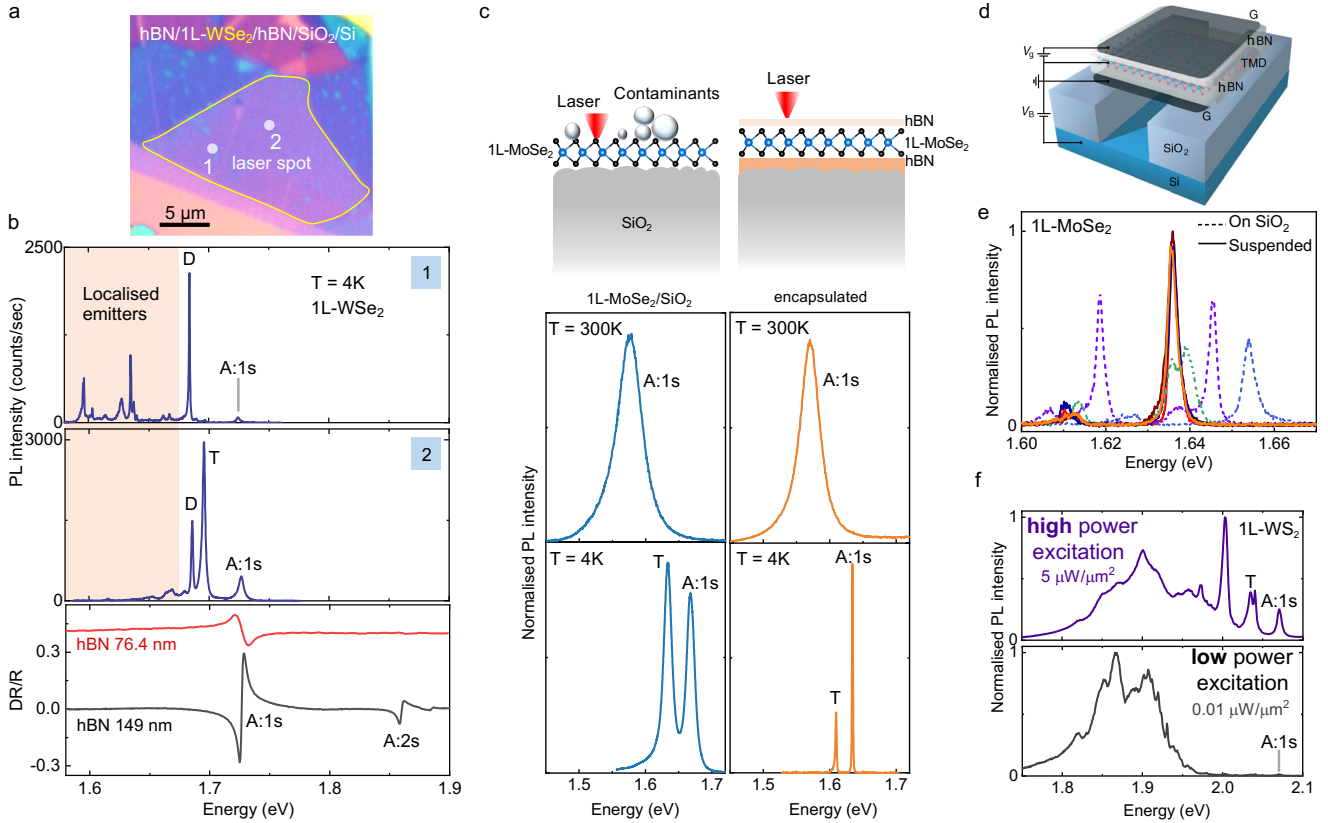 a
hBN/1L-WSe₂/hBN/SiO₂/Si
1
2
laser spot
5 μm
b
2500
0
3000
0
PL intensity (counts/sec)
Localised
emitters
D
T = 4K
1L-WSe₂
A:1s
1
2
D
T
A:1s
0.3
0.0
-0.3
DR/R
hBN 76.4 nm
hBN 149 nm
A:1s
A:2s
1.6 1.7 1.8 1.9
Energy (eV)
c
Laser
Contaminants
1L-MoSe₂
SiO₂
Laser
hBN
1L-MoSe₂
hBN
1L-MoSe₂/SiO₂
encapsulated
Normalised PL intensity
T = 300K
A:1s
T = 300K
A:1s
T = 4K
T
A:1s
T = 4K
A:1s
T
1.5 1.6 1.7
1.5 1.6 1.7
Energy (eV)
Energy (eV)
d
G
hBN
TMD
hBN
G
Vg
VB
SiO₂
Si
e
1L-MoSe₂
On SiO₂
Suspended
Normalised PL intensity
1
0
1.60 1.62 1.64 1.66
Energy (eV)
f
Normalised PL intensity
1
0
high power
excitation
5 μW/μm²
1L-WS₂
T
A:1s
1
0
low power
excitation
0.01 μW/μm²
A:1s
1.8 1.9 2.0 2.1
Energy (eV)